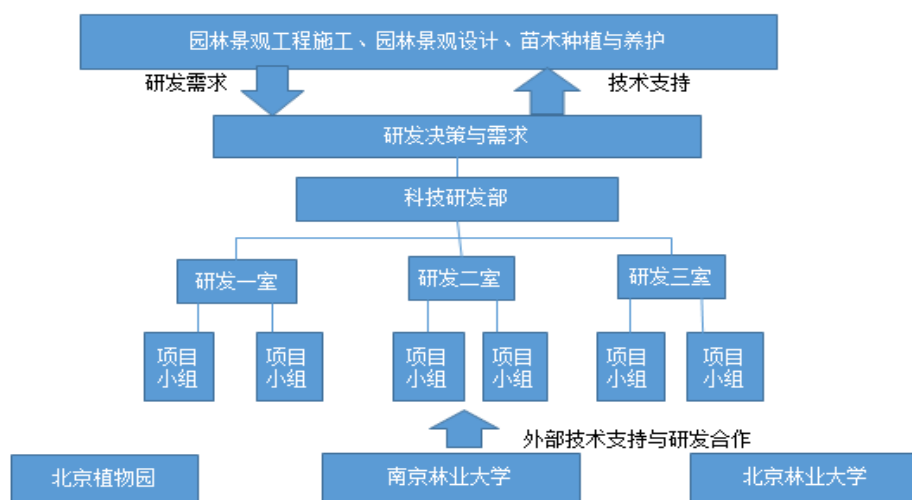 园林景观工程施工、园林景观设计、苗木种植与养护
研发需求
技术支持
研发决策与需求
科技研发部
研发一室
研发二室
研发三室
项目
小组
项目
小组
项目
小组
项目
小组
项目
小组
项目
小组
外部技术支持与研发合作
北京植物园
南京林业大学
北京林业大学